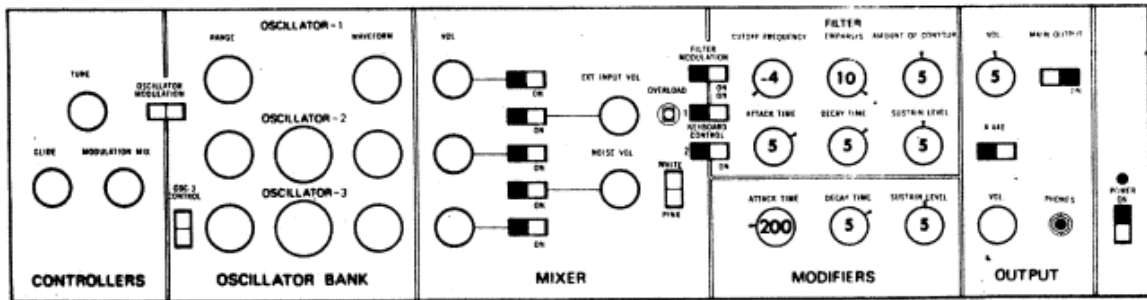 CONTROLLERS
TUNE
GLIDE
MODULATION MIX
OSCILLATOR BANK
OSCILLATOR-1
RANGE
WAVEFORM
OSCILLATOR MODULATION
OSCILLATOR-2
OSCILLATOR-3
OSC-3 CONTROL
MIXER
VOL
ON
ON
ON
ON
ON
EXT INPUT VOL
OVERLOAD
NOISE VOL
WHITE
PINK
MODIFIERS
FILTER
FILTER MODULATION
ON
ON
1
KEYBOARD CONTROL
2
ON
CUTOFF FREQUENCY
EMPHASIS
AMOUNT OF CONTOUR
-4
10
5
ATTACK TIME
DECAY TIME
SUSTAIN LEVEL
5
5
5
ATTACK TIME
DECAY TIME
SUSTAIN LEVEL
200
5
5
OUTPUT
VOL.
MAIN OUTPUT
5
ON
A 440
VOL.
PHONES
POWER
ON